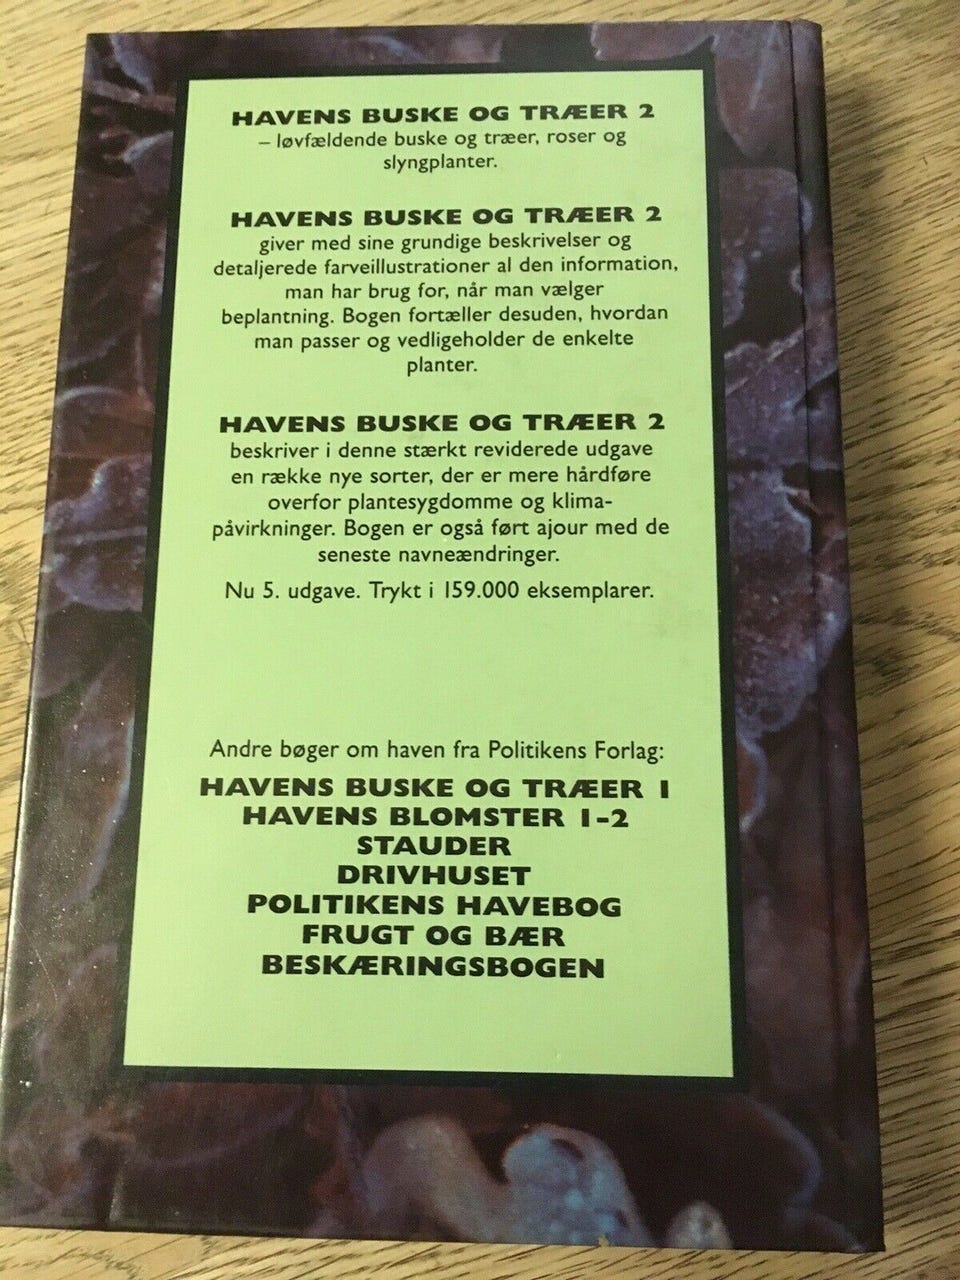 HAVENS BUSKE OG TRÆER 2
– løvfældende buske og træer, roser og
slyngplanter.
HAVENS BUSKE OG TRÆER 2
giver med sine grundige beskrivelser og
detaljerede farveillustrationer al den information,
man har brug for, når man vælger
beplantning. Bogen fortæller desuden, hvordan
man passer og vedligeholder de enkelte
planter.
HAVENS BUSKE OG TRÆER 2
beskriver i denne stærkt reviderede udgave
en række nye sorter, der er mere hårdføre
overfor plantesygdomme og klima-
påvirkninger. Bogen er også ført ajour med de
seneste navneændringer.
Nu 5. udgave. Trykt i 159.000 eksemplarer.
Andre bøger om haven fra Politikens Forlag:
HAVENS BUSKE OG TRÆER 1
HAVENS BLOMSTER 1-2
STAUDER
DRIVHUSET
POLITIKENS HAVEBOG
FRUGT OG BÆR
BESKÆRINGSBOGEN